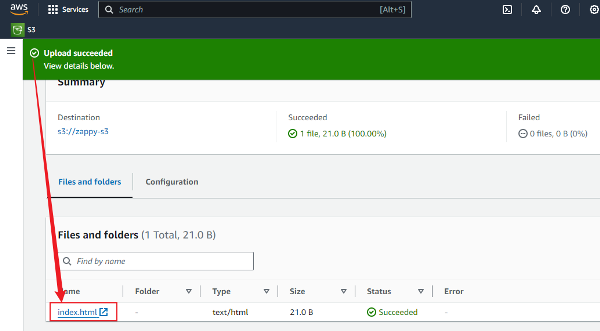 aws Services Search [Alt+S]
S3
Upload succeeded
View details below.
Summary
Destination Succeeded Failed
s3://zappy-s3 1 file, 21.0 B (100.00%) 0 files, 0 B (0%)
Files and folders Configuration
Files and folders (1 Total, 21.0 B)
Find by name
Name Folder Type Size Status Error
index.html - text/html 21.0 B Succeeded -